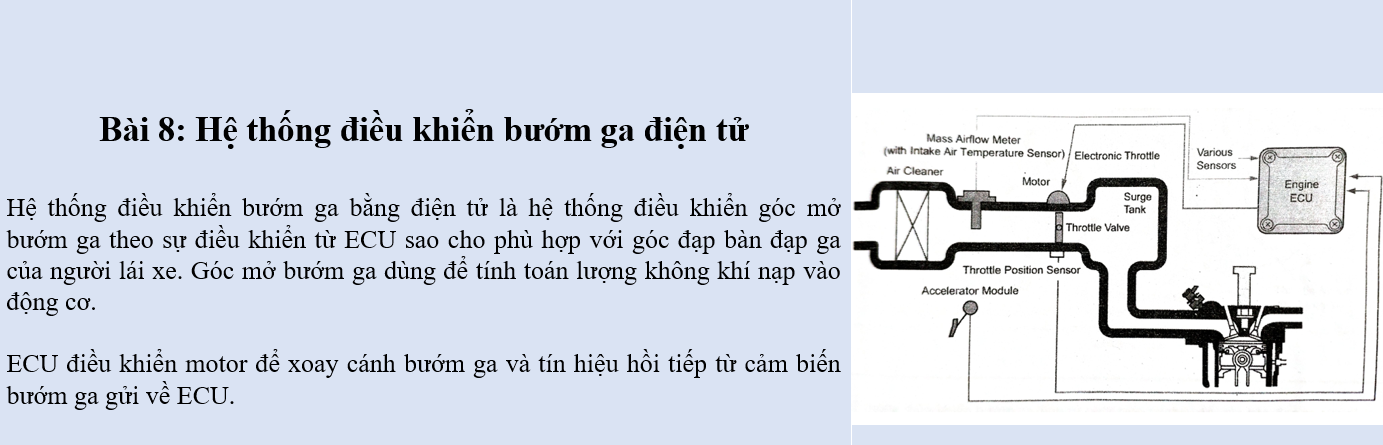 Bài 8: Hệ thống điều khiển bướm ga điện tử
Hệ thống điều khiển bướm ga bằng điện tử là hệ thống điều khiển góc mở
bướm ga theo sự điều khiển từ ECU sao cho phù hợp với góc đạp bàn đạp ga
của người lái xe. Góc mở bướm ga dùng để tính toán lượng không khí nạp vào
động cơ.
ECU điều khiển motor để xoay cánh bướm ga và tín hiệu hồi tiếp từ cảm biến
bướm ga gửi về ECU.
Mass Airflow Meter
(with Intake Air Temperature Sensor)
Electronic Throttle
Various
Sensors
Air Cleaner
Motor
Engine
ECU
Surge
Tank
Throttle Valve
Throttle Position Sensor
Accelerator Module